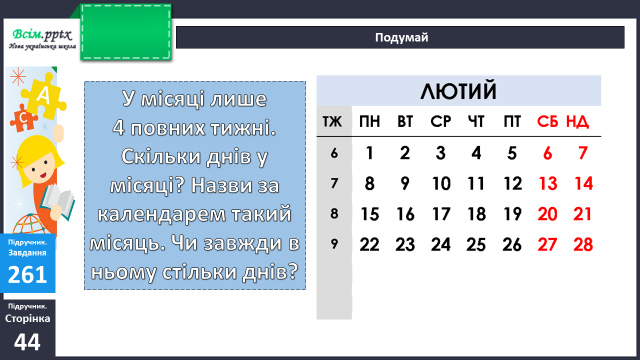 Всім.pptx
Нова українська школа
Подумай
А
С
У місяці лише
4 повних тижні.
Скільки днів у
місяці? Назви за
календарем такий
місяць. Чи завжди в
ньому стільки днів?
ЛЮТИЙ
ТЖ ПН ВТ СР ЧТ ПТ СБ НД
6 1 2 3 4 5 6 7
7 8 9 10 11 12 13 14
8 15 16 17 18 19 20 21
9 22 23 24 25 26 27 28
Підручник.
Завдання
261
Підручник.
Сторінка
44